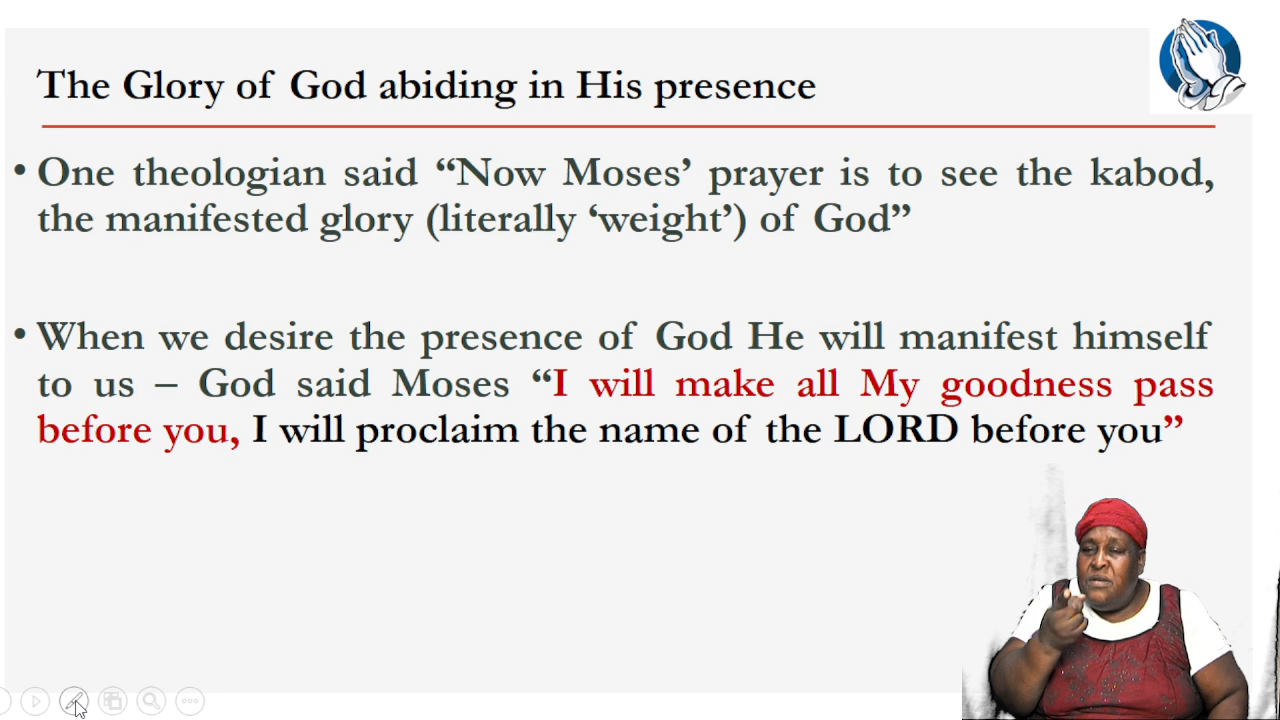 The Glory of God abiding in His presence
• One theologian said “Now Moses’ prayer is to see the kabod,
the manifested glory (literally ‘weight’) of God”
• When we desire the presence of God He will manifest himself
to us – God said Moses “I will make all My goodness pass
before you, I will proclaim the name of the LORD before you”